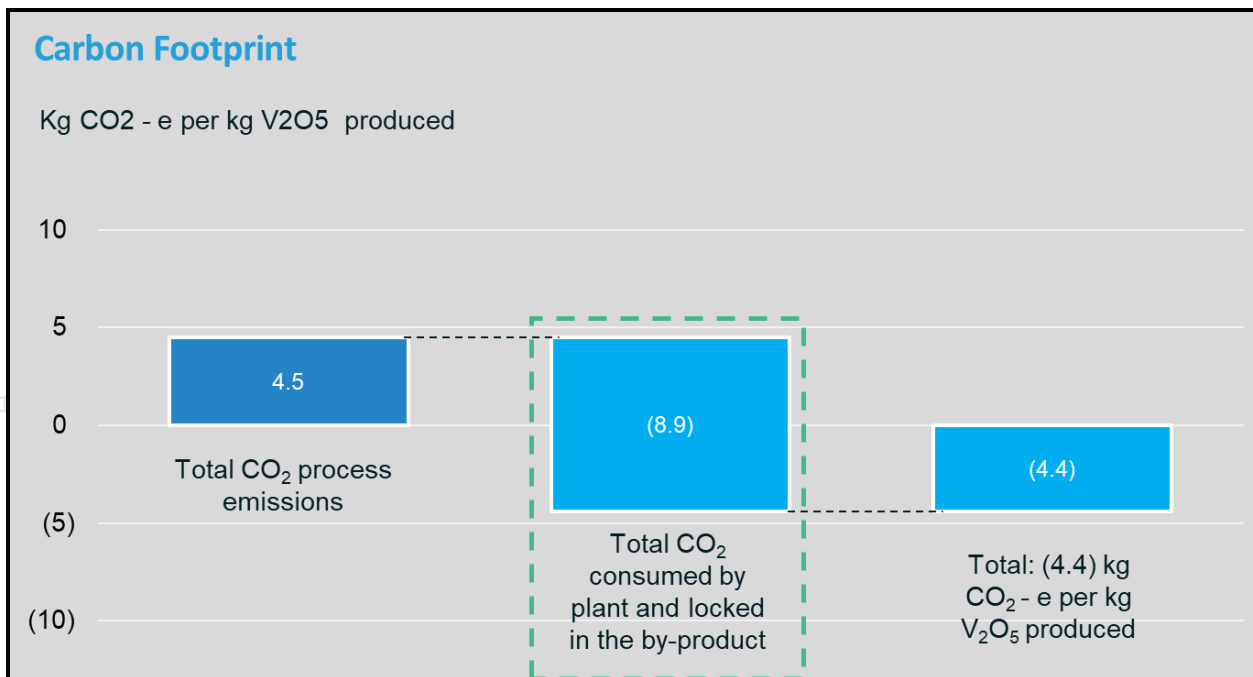 Carbon Footprint
Kg CO2 - e per kg V2O5 produced
10
5
0
(5)
(10)
4.5
(8.9)
(4.4)
Total CO₂ process
emissions
Total CO₂
consumed by
plant and locked
in the by-product
Total: (4.4) kg
CO₂ - e per kg
V₂O₅ produced